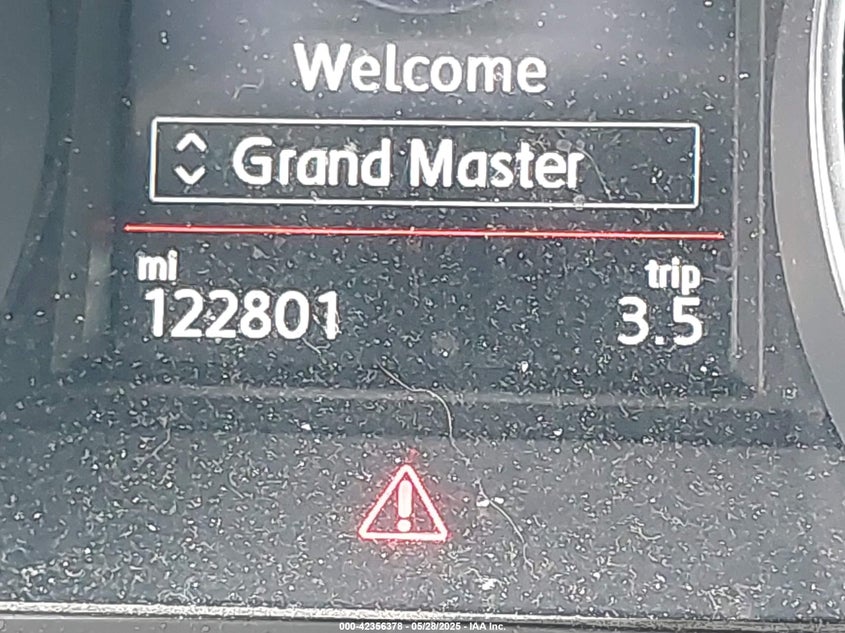 Welcome
Grand Master
mi
trip
122801
3.5
000-42356378 - 05/28/2025 - IAA Inc.